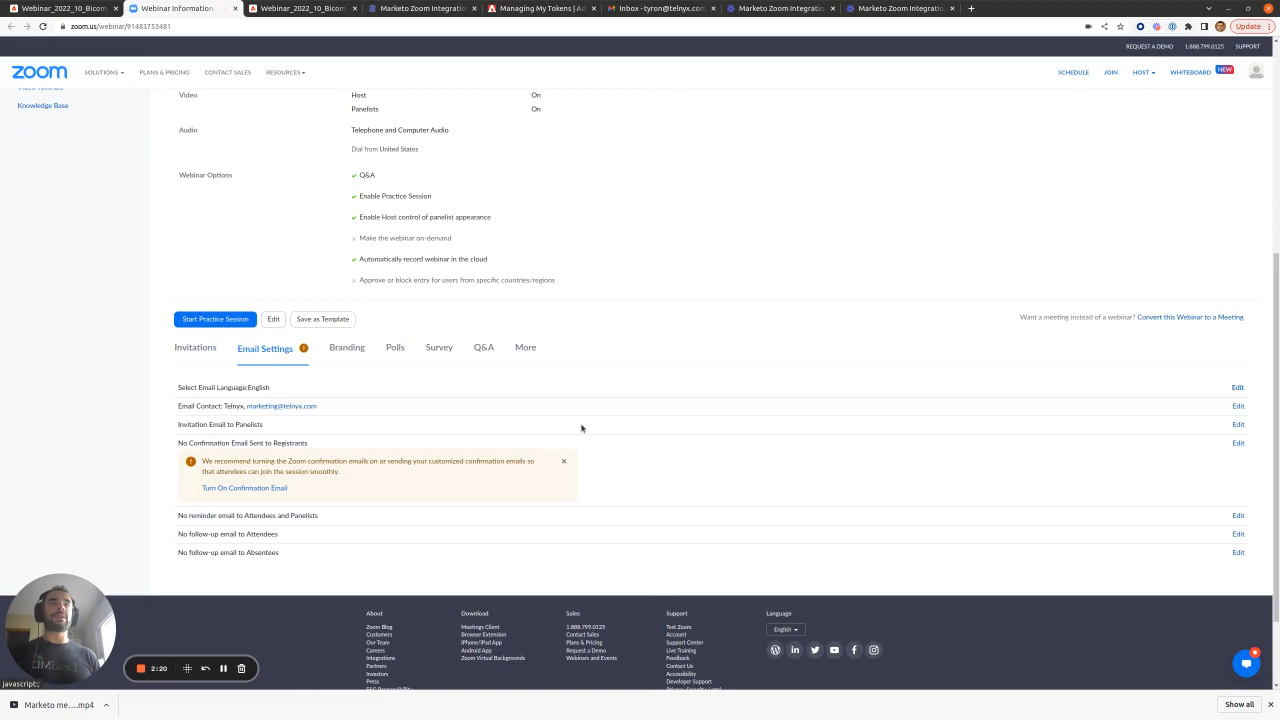 Webinar_2022_10_Bicom
Webinar Information -
Webinar_2022_10_Bicom
Marketo Zoom Integratio
Managing My Tokens | Ad
Inbox - tyron@telnyx.com
Marketo Zoom Integratio
Marketo Zoom Integratio
zoom.us/webinar/91483753481
Update
REQUEST A DEMO 1.888.799.0125 SUPPORT
zoom SOLUTIONS PLANS & PRICING CONTACT SALES RESOURCES SCHEDULE JOIN HOST WHITEBOARD NEW
Video Tutorials
Knowledge Base
Video Host On
Panelists On
Audio Telephone and Computer Audio
Dial from United States
Webinar Options Q&A
Enable Practice Session
Enable Host control of panelist appearance
Make the webinar on-demand
Automatically record webinar in the cloud
Approve or block entry for users from specific countries/regions
Start Practice Session Edit Save as Template Want a meeting instead of a webinar? Convert this Webinar to a Meeting
Invitations Email Settings Branding Polls Survey Q&A More
Select Email Language:English Edit
Email Contact: Telnyx, marketing@telnyx.com Edit
Invitation Email to Panelists Edit
No Confirmation Email Sent to Registrants Edit
We recommend turning the Zoom confirmation emails on or sending your customized confirmation emails so
that attendees can join the session smoothly.
Turn On Confirmation Email
No reminder email to Attendees and Panelists Edit
No follow-up email to Attendees Edit
No follow-up email to Absentees Edit
About Download Sales Support Language
Zoom Blog Meetings Client 1.888.799.0125 Test Zoom
Customers Browser Extension Contact Sales Account English
Our Team iPhone/iPad App Plans & Pricing Support Center
Careers Android App Request a Demo Live Training
Integrations Zoom Virtual Backgrounds Webinars and Events Feedback
Partners Contact Us
Investors Accessibility
Press Developer Support
2:20
javascript:;
Marketo me....mp4
Show all